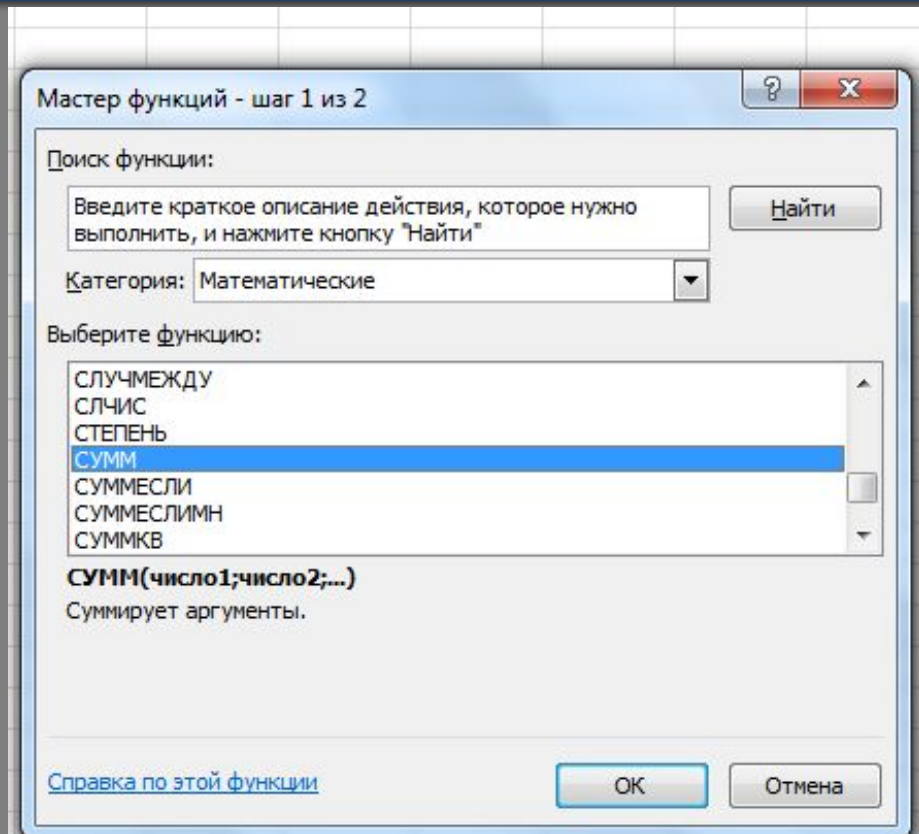 Мастер функций - шаг 1 из 2
Поиск функции:
Введите краткое описание действия, которое нужно
выполнить, и нажмите кнопку "Найти"
Найти
Категория: Математические
Выберите функцию:
СЛУЧМЕЖДУ
СЛЧИС
СТЕПЕНЬ
СУММ
СУММЕСЛИ
СУММЕСЛИМН
СУММКВ
СУММ(число1;число2;...)
Суммирует аргументы.
Справка по этой функции
ОК
Отмена